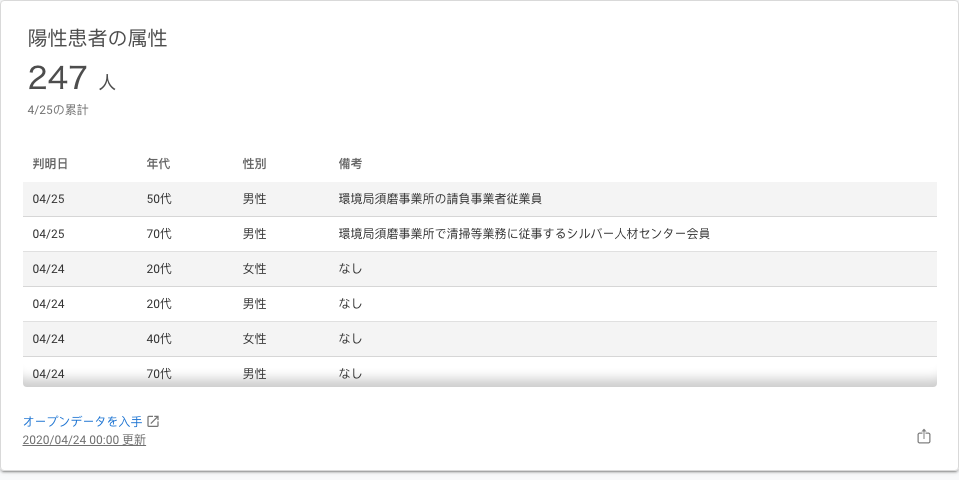 陽性患者の属性
247 人
4/25の累計
判明日 年代 性別 備考
04/25 50代 男性 環境局須磨事業所の請負事業者従業員
04/25 70代 男性 環境局須磨事業所で清掃等業務に従事するシルバー人材センター会員
04/24 20代 女性 なし
04/24 20代 男性 なし
04/24 40代 女性 なし
04/24 70代 男性 なし
オープンデータを入手
2020/04/24 00:00 更新